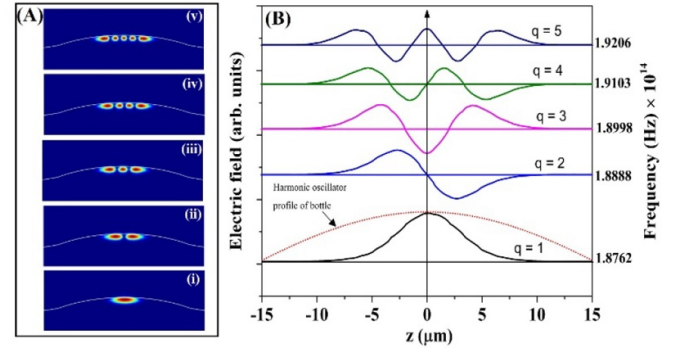 (A)
(v)
(iv)
(iii)
(ii)
(i)
(B)
Electric field (arb. units)
q = 5
q = 4
q = 3
q = 2
Harmonic oscillator
profile of bottle
q = 1
1.9206
1.9103
1.8998
1.8888
1.8762
Frequency (Hz) × 10¹⁴
-15 -10 -5 0 5 10 15
z (μm)